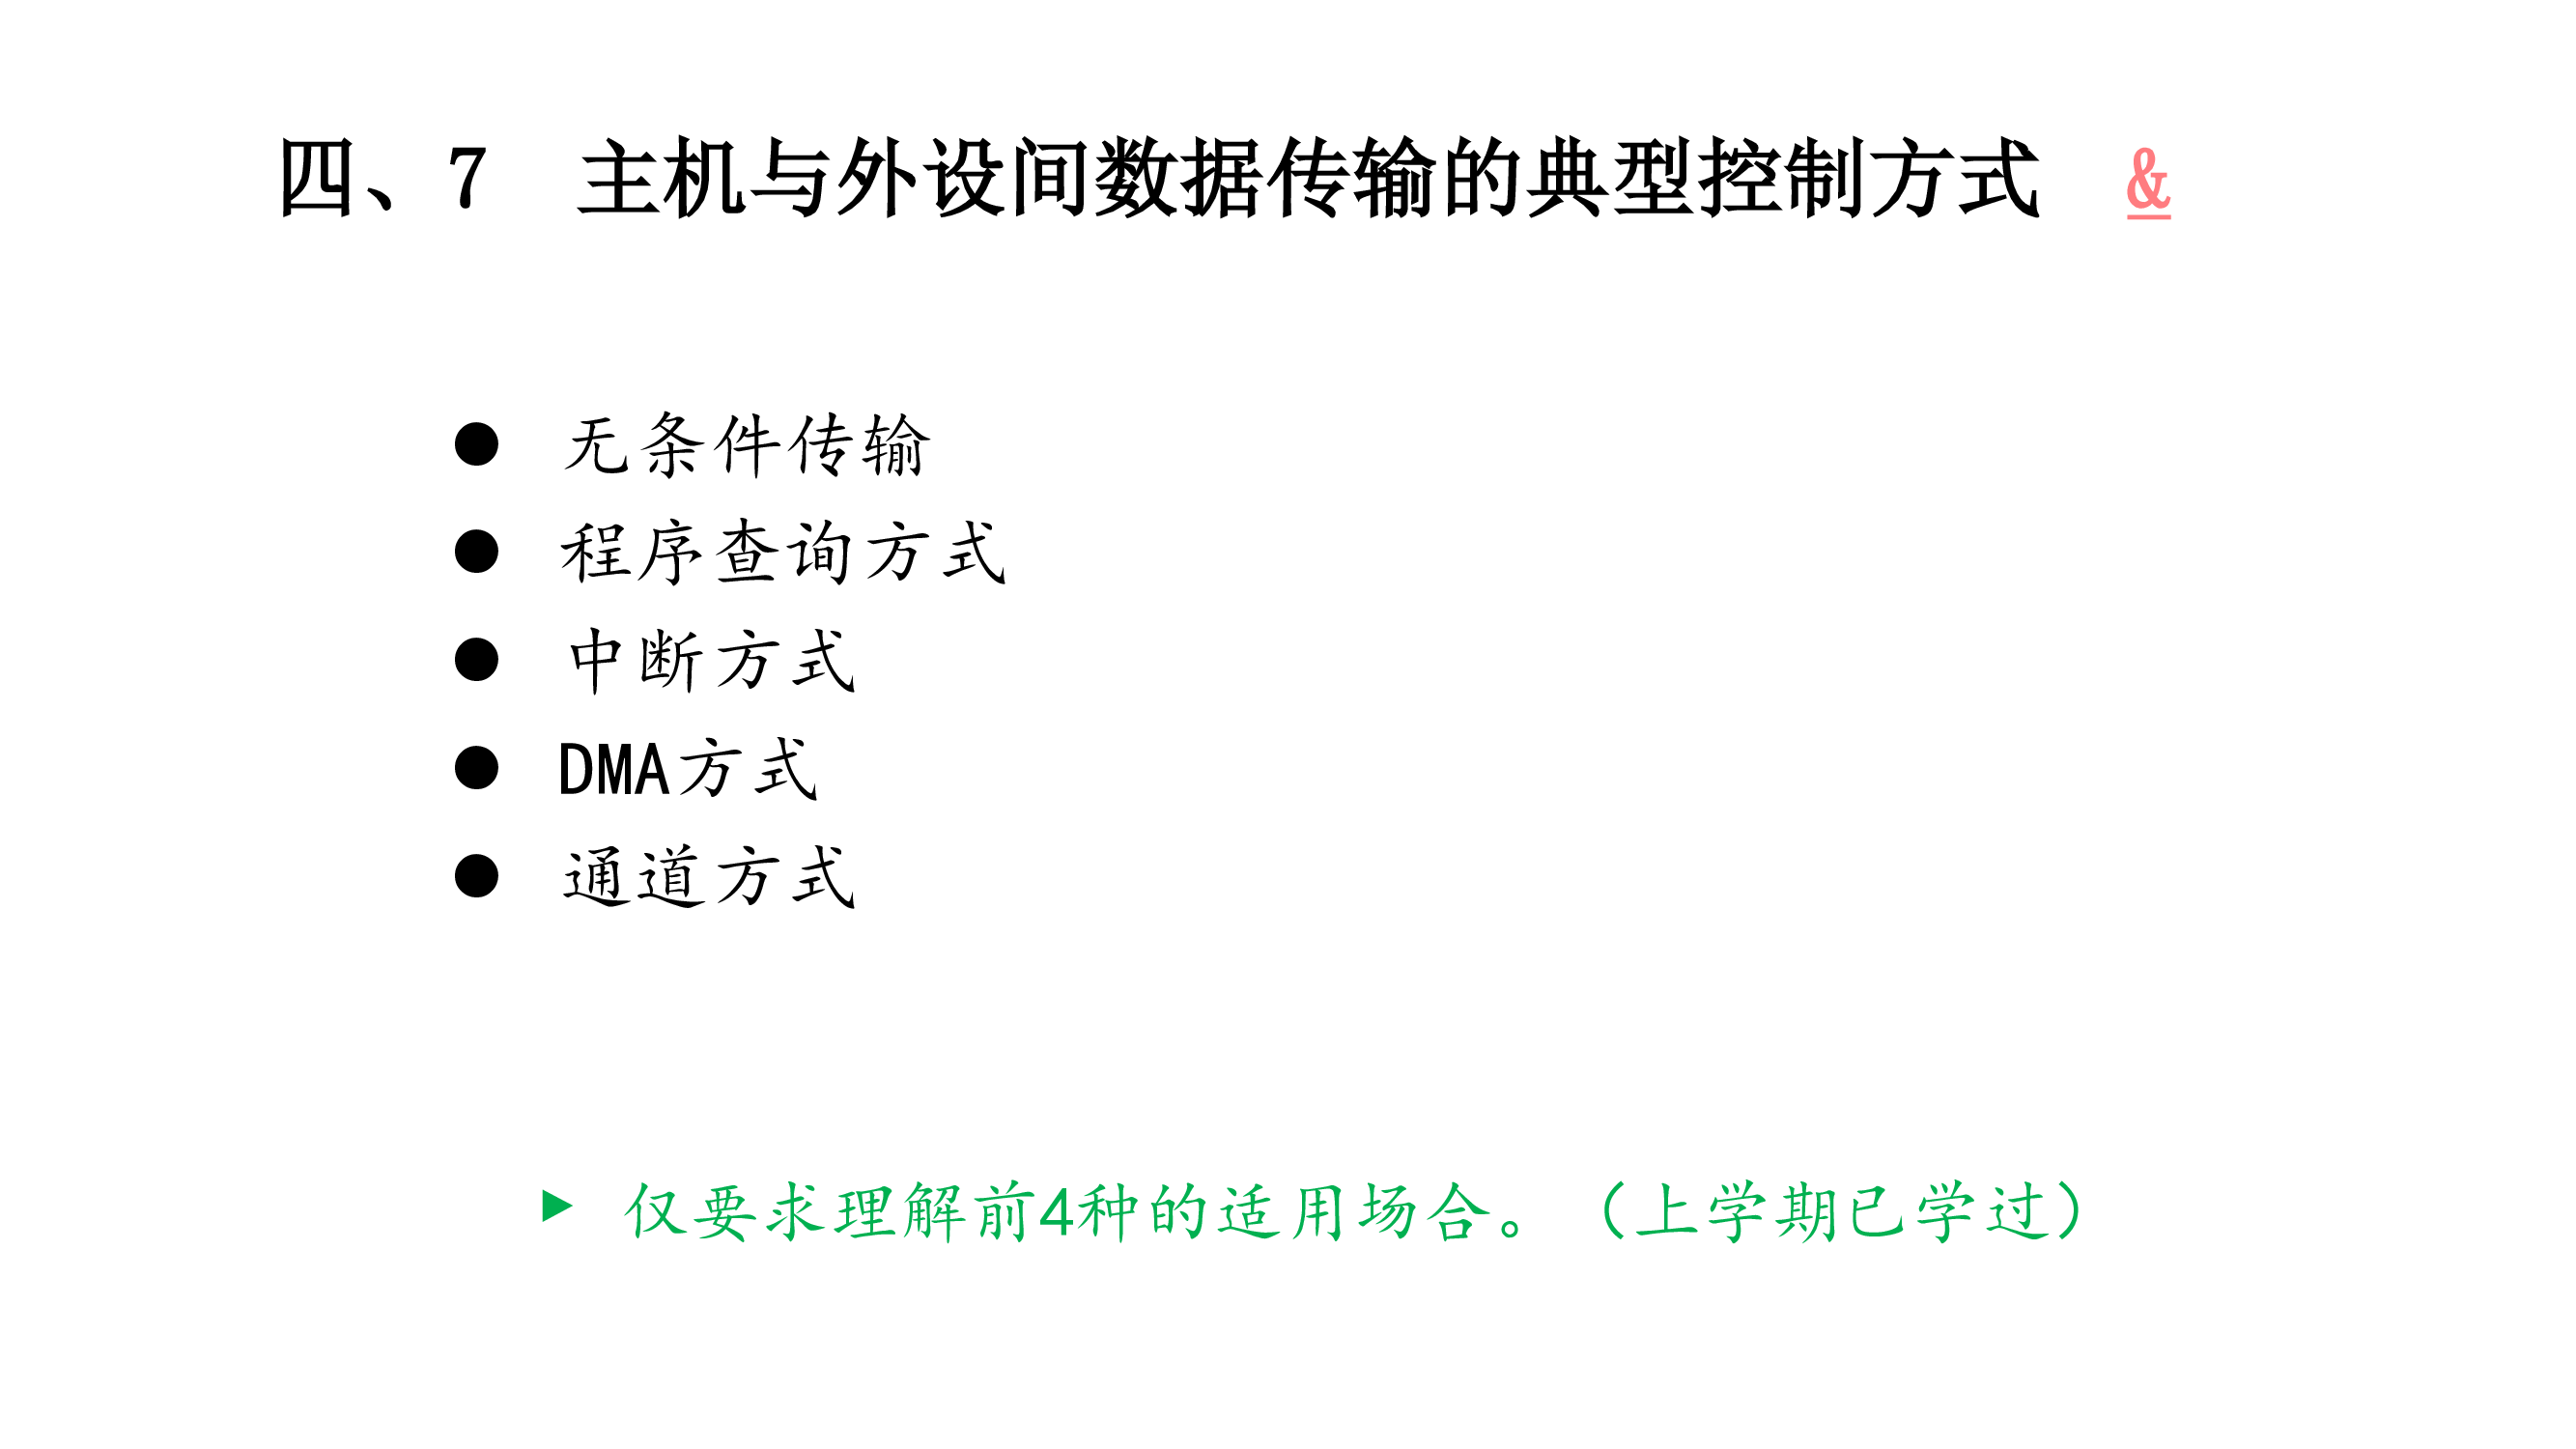 四、7 主机与外设间数据传输的典型控制方式 &
● 无条件传输
● 程序查询方式
● 中断方式
● DMA方式
● 通道方式
▶ 仅要求理解前4种的适用场合。（上学期已学过）